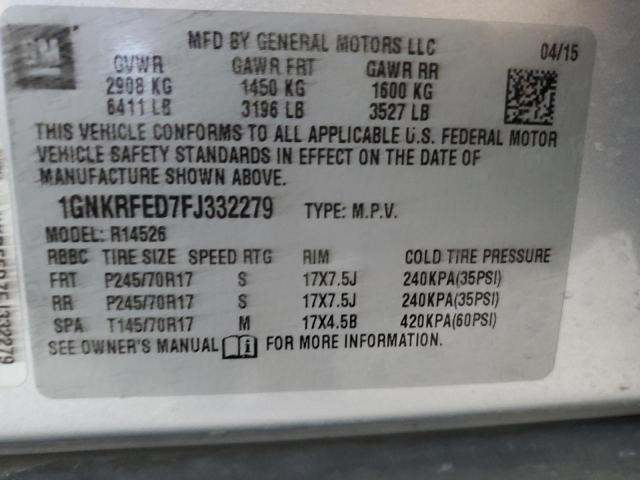 GM
MFD BY GENERAL MOTORS LLC 04/15
GVWR GAWR FRT GAWR RR
2908 KG 1450 KG 1600 KG
6411 LB 3196 LB 3527 LB
THIS VEHICLE CONFORMS TO ALL APPLICABLE U.S. FEDERAL MOTOR
VEHICLE SAFETY STANDARDS IN EFFECT ON THE DATE OF
MANUFACTURE SHOWN ABOVE.
1GNKRFED7FJ332279 TYPE: M.P.V.
MODEL: R14526
RBBC TIRE SIZE SPEED RTG RIM COLD TIRE PRESSURE
FRT P245/70R17 S 17X7.5J 240KPA(35PSI)
RR P245/70R17 S 17X7.5J 240KPA(35PSI)
SPA T145/70R17 M 17X4.5B 420KPA(60PSI)
SEE OWNER'S MANUAL i FOR MORE INFORMATION.